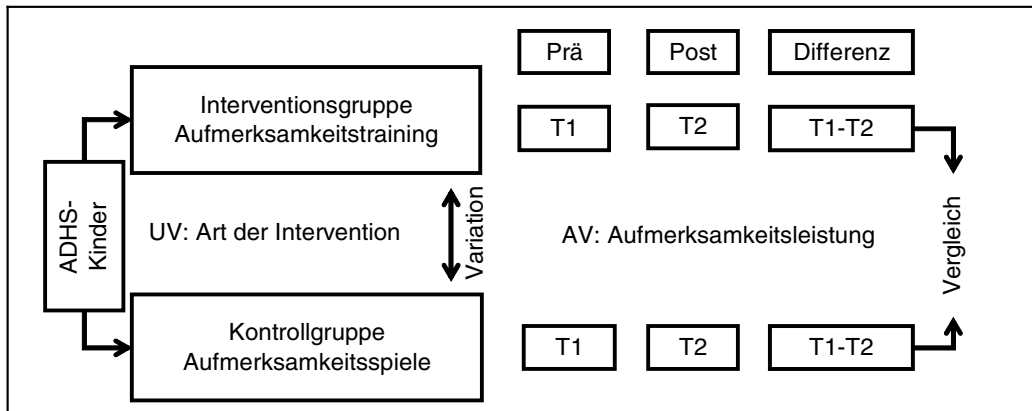 Prä Post Differenz
Interventionsgruppe
Aufmerksamkeitstraining
T1 T2 T1-T2
ADHS-
Kinder
UV: Art der Intervention
Variation
AV: Aufmerksamkeitsleistung
Vergleich
Kontrollgruppe
Aufmerksamkeitsspiele
T1 T2 T1-T2